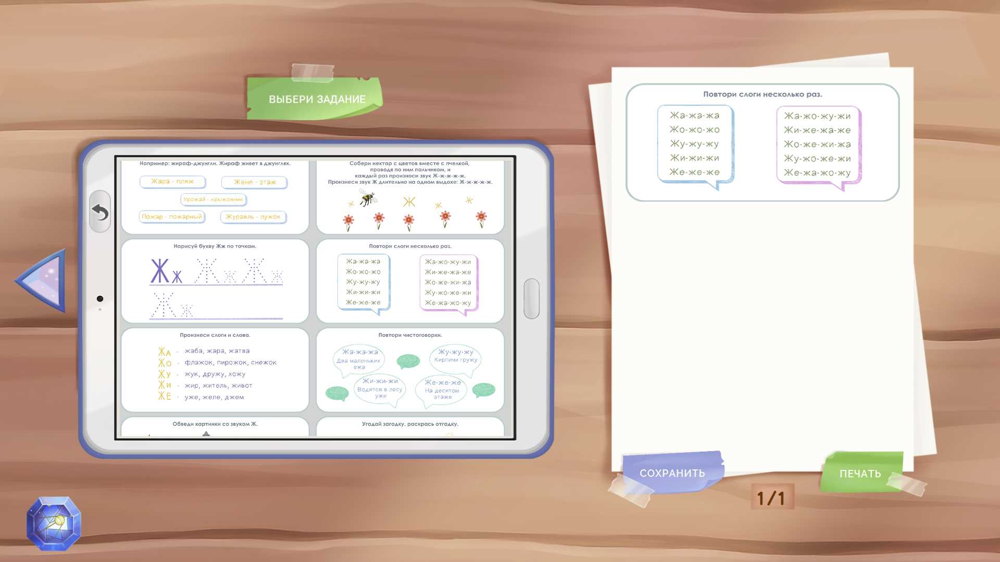 ВЫБЕРИ ЗАДАНИЕ
Например: жираф-джунгли. Жираф живет в джунглях.
Жара - пляж
Женя - этаж
Урожай - крыжовник
Пожар - пожарный
Журавль - лужок
Собери нектар с цветов вместе с пчелкой,
проводя по ним пальчиком, и
каждый раз произноси звук Ж-ж-ж-ж-ж.
Произнеси звук Ж длительно на одном выдохе: Ж-ж-ж-ж-ж.
ж Ж ж ж
Нарисуй букву Жж по точкам.
Ж ж Ж ж Ж ж
Ж ж
Повтори слоги несколько раз.
Жа-жа-жа
Жо-жо-жо
Жу-жу-жу
Жи-жи-жи
Же-же-же
Жа-жо-жу-жи
Жи-же-жа-же
Жо-же-жи-жа
Жу-жо-же-жи
Же-жа-жо-жу
Произнеси слоги и слова.
ЖА - жаба, жара, жатва
ЖО - флажок, пирожок, снежок
ЖУ - жук, дружу, хожу
ЖИ - жир, житель, живот
ЖЕ - уже, желе, джем
Повтори чистоговорки.
Жа-жа-жа
Два маленьких
ежа
Жу-жу-жу
Кирпичи гружу
Жи-жи-жи
Водятся в лесу
ужи
Же-же-же
На десятом
этаже
Обведи картинки со звуком Ж.
Угадай загадку, раскрась отгадку.
Повтори слоги несколько раз.
Жа-жа-жа
Жо-жо-жо
Жу-жу-жу
Жи-жи-жи
Же-же-же
Жа-жо-жу-жи
Жи-же-жа-же
Жо-же-жи-жа
Жу-жо-же-жи
Же-жа-жо-жу
СОХРАНИТЬ
ПЕЧАТЬ
1/1